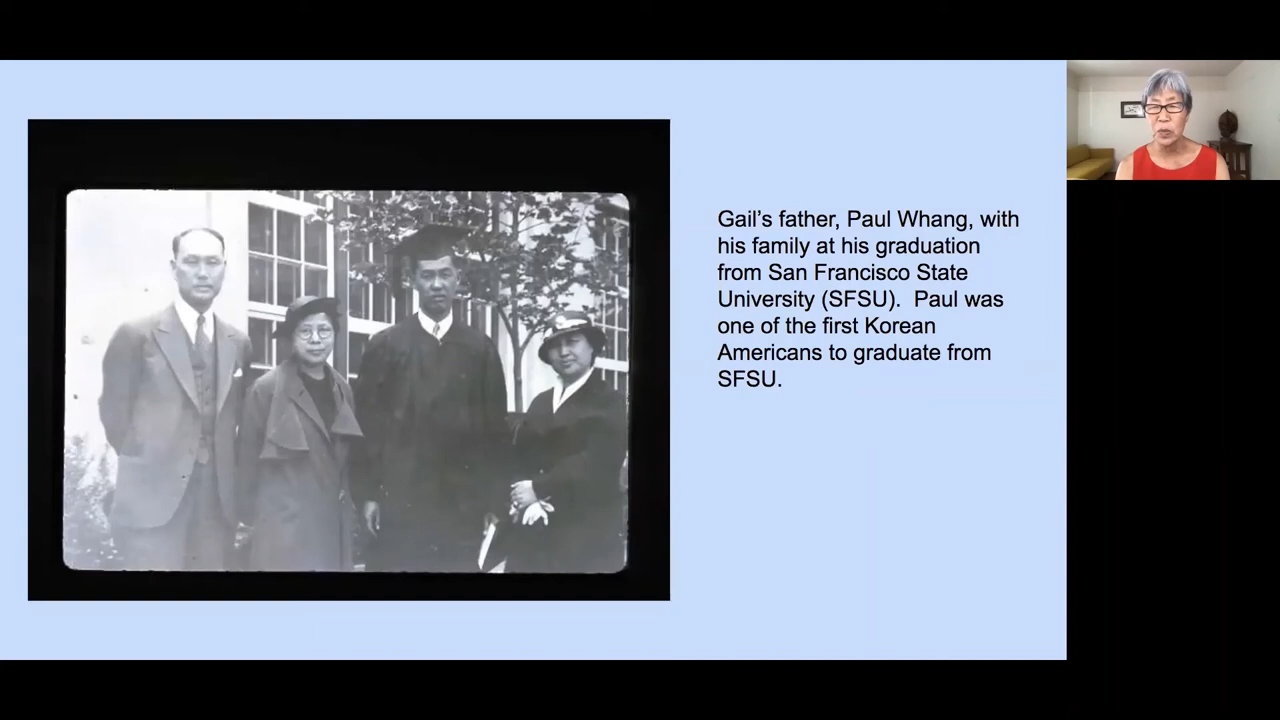 Gail’s father, Paul Whang, with
his family at his graduation
from San Francisco State
University (SFSU).  Paul was
one of the first Korean
Americans to graduate from
SFSU.